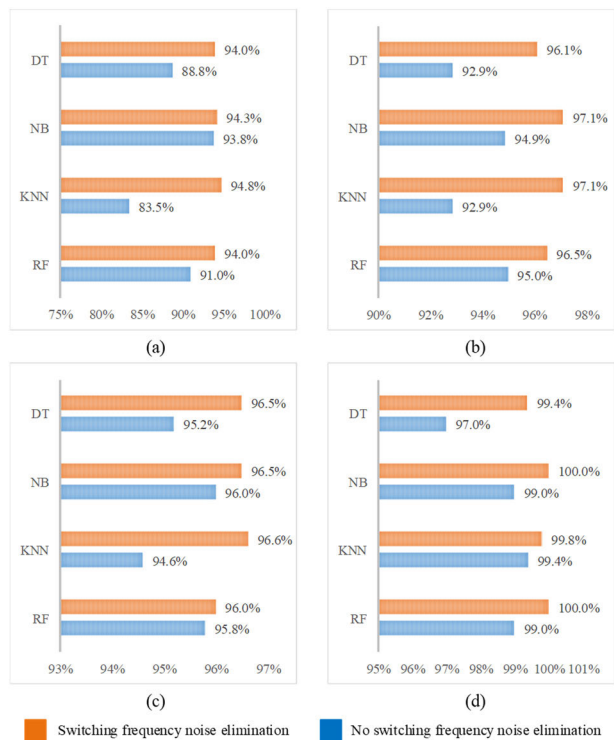 DT 94.0%
88.8%
NB 94.3%
93.8%
KNN 94.8%
83.5%
RF 94.0%
91.0%
75% 80% 85% 90% 95% 100%
(a)
DT 96.1%
92.9%
NB 97.1%
94.9%
KNN 97.1%
92.9%
RF 96.5%
95.0%
90% 92% 94% 96% 98%
(b)
DT 96.5%
95.2%
NB 96.5%
96.0%
KNN 96.6%
94.6%
RF 96.0%
95.8%
93% 94% 95% 96% 97%
(c)
DT 99.4%
97.0%
NB 100.0%
99.0%
KNN 99.8%
99.4%
RF 100.0%
99.0%
95% 96% 97% 98% 99% 100% 101%
(d)
Switching frequency noise elimination
No switching frequency noise elimination